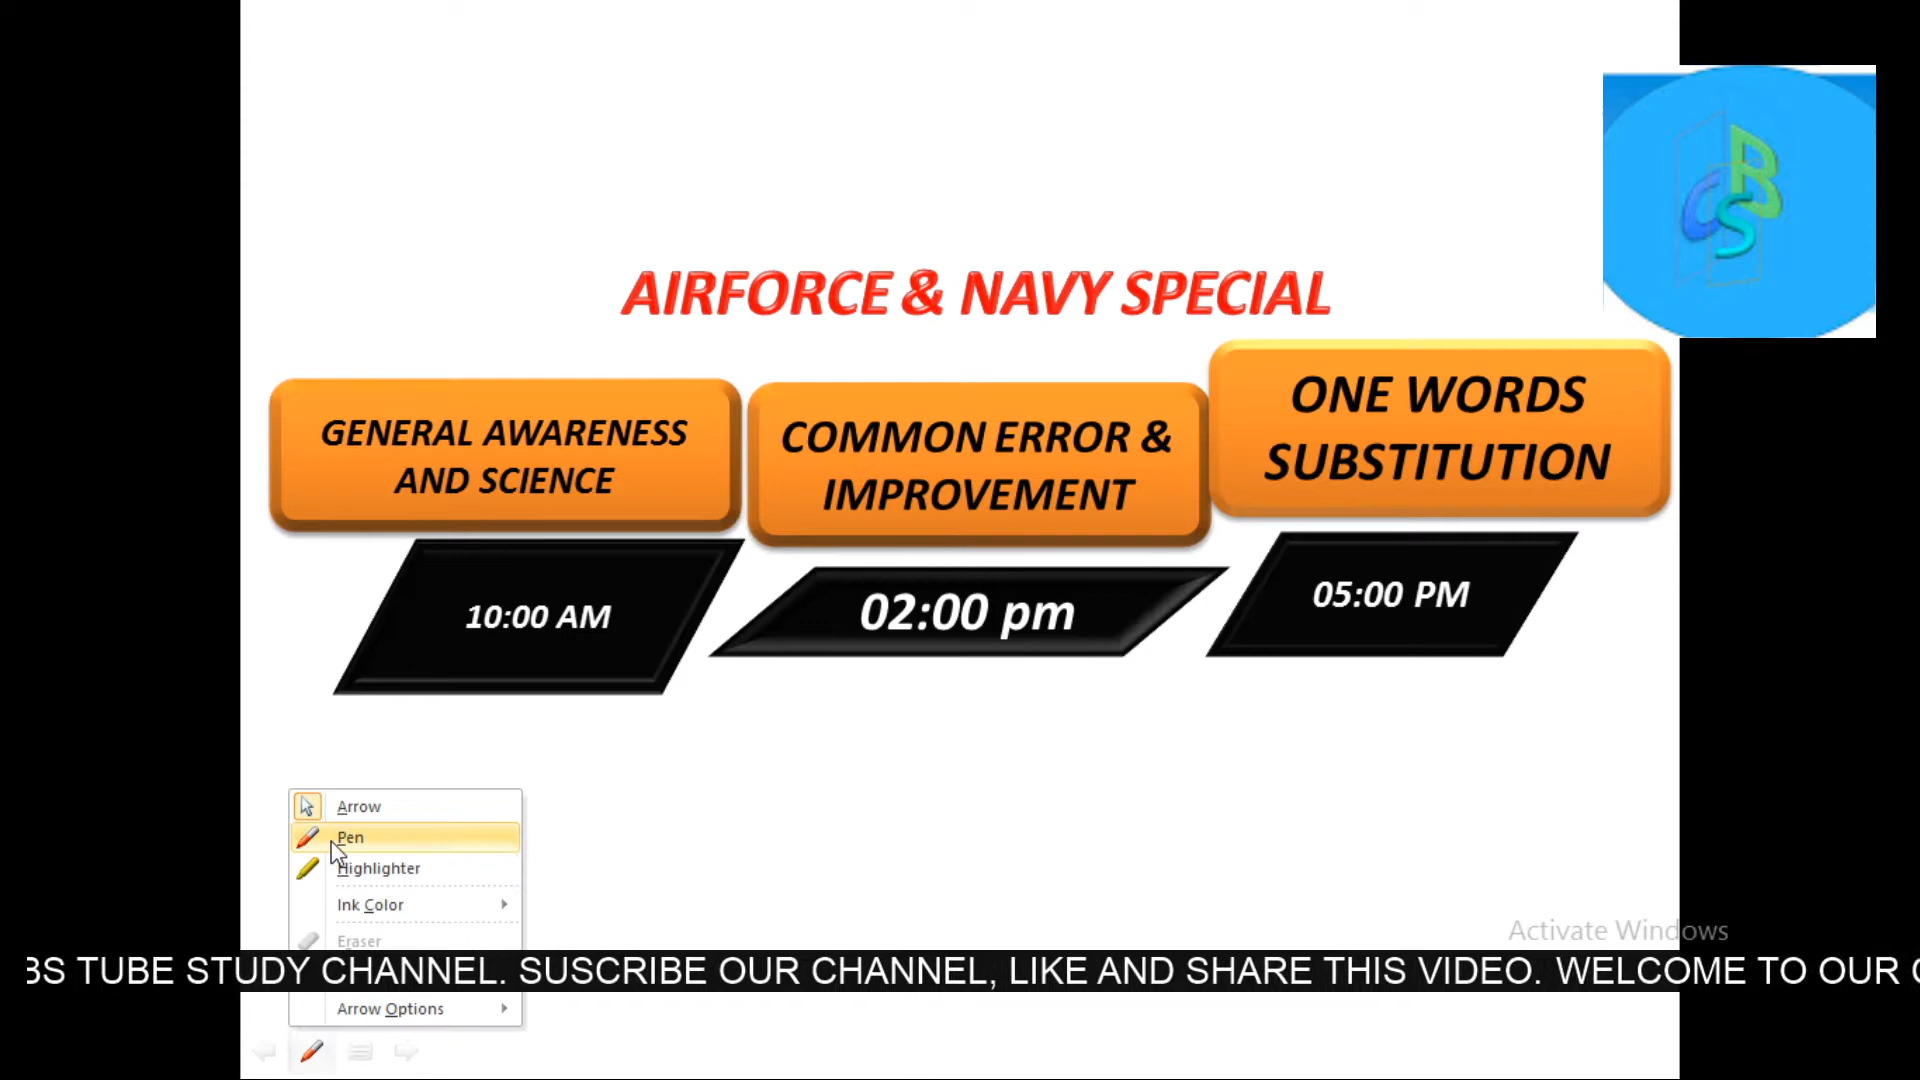 AIRFORCE & NAVY SPECIAL
GENERAL AWARENESS
AND SCIENCE
COMMON ERROR &
IMPROVEMENT
ONE WORDS
SUBSTITUTION
10:00 AM
02:00 pm
05:00 PM
CBS
Arrow
Pen
Highlighter
Ink Color
Eraser
Activate Windows
BS TUBE STUDY CHANNEL. SUSCRIBE OUR CHANNEL, LIKE AND SHARE THIS VIDEO. WELCOME TO OUR
Arrow Options